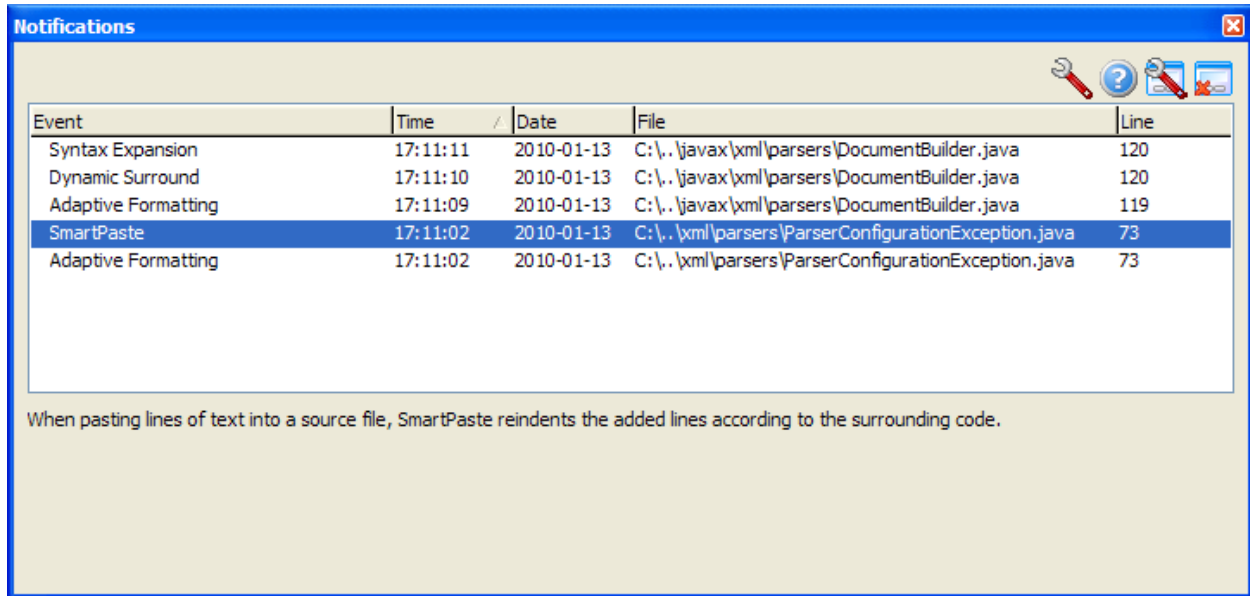 Notifications
Event Time Date File Line
Syntax Expansion 17:11:11 2010-01-13 C:\..\javax\xml\parsers\DocumentBuilder.java 120
Dynamic Surround 17:11:10 2010-01-13 C:\..\javax\xml\parsers\DocumentBuilder.java 120
Adaptive Formatting 17:11:09 2010-01-13 C:\..\javax\xml\parsers\DocumentBuilder.java 119
SmartPaste 17:11:02 2010-01-13 C:\..\xml\parsers\ParserConfigurationException.java 73
Adaptive Formatting 17:11:02 2010-01-13 C:\..\xml\parsers\ParserConfigurationException.java 73
When pasting lines of text into a source file, SmartPaste reindents the added lines according to the surrounding code.